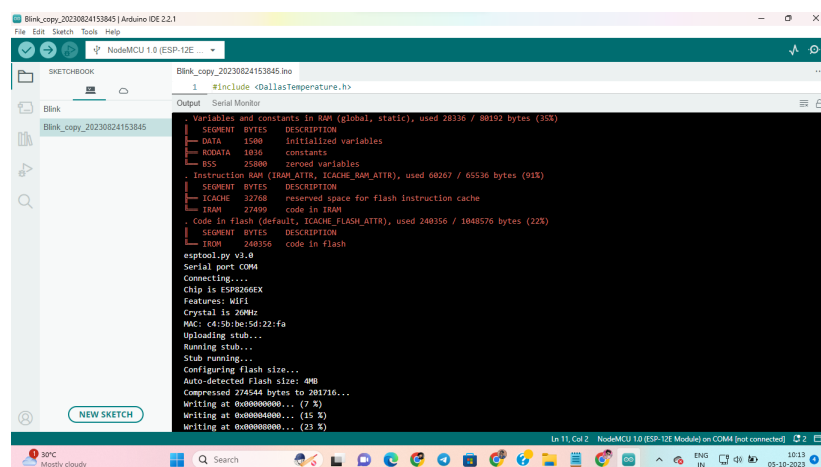 Blink_copy_20230824153845 | Arduino IDE 2.2.1
File Edit Sketch Tools Help
NodeMCU 1.0 (ESP-12E ...
SKETCHBOOK
Blink
Blink_copy_20230824153845
NEW SKETCH
Blink_copy_20230824153845.ino
1 #include <DallasTemperature.h>
Output Serial Monitor
. Variables and constants in RAM (global, static), used 28336 / 80192 bytes (35%)
║ SEGMENT BYTES DESCRIPTION
╠══ DATA 1500 initialized variables
╠══ RODATA 1036 constants
╚══ BSS 25800 zeroed variables
. Instruction RAM (IRAM_ATTR, ICACHE_RAM_ATTR), used 60267 / 65536 bytes (91%)
║ SEGMENT BYTES DESCRIPTION
╠══ ICACHE 32768 reserved space for flash instruction cache
╚══ IRAM 27499 code in IRAM
. Code in flash (default, ICACHE_FLASH_ATTR), used 240356 / 1048576 bytes (22%)
║ SEGMENT BYTES DESCRIPTION
╚══ IROM 240356 code in flash
esptool.py v3.0
Serial port COM4
Connecting....
Chip is ESP8266EX
Features: WiFi
Crystal is 26MHz
MAC: c4:5b:be:5d:22:fa
Uploading stub...
Running stub...
Stub running...
Configuring flash size...
Auto-detected Flash size: 4MB
Compressed 274544 bytes to 201716...
Writing at 0x00000000... (7 %)
Writing at 0x00004000... (15 %)
Writing at 0x00008000... (23 %)
Ln 11, Col 2 NodeMCU 1.0 (ESP-12E Module) on COM4 [not connected] 2
1
30°C
Mostly cloudy
Search
ENG
IN
10:13
05-10-2023